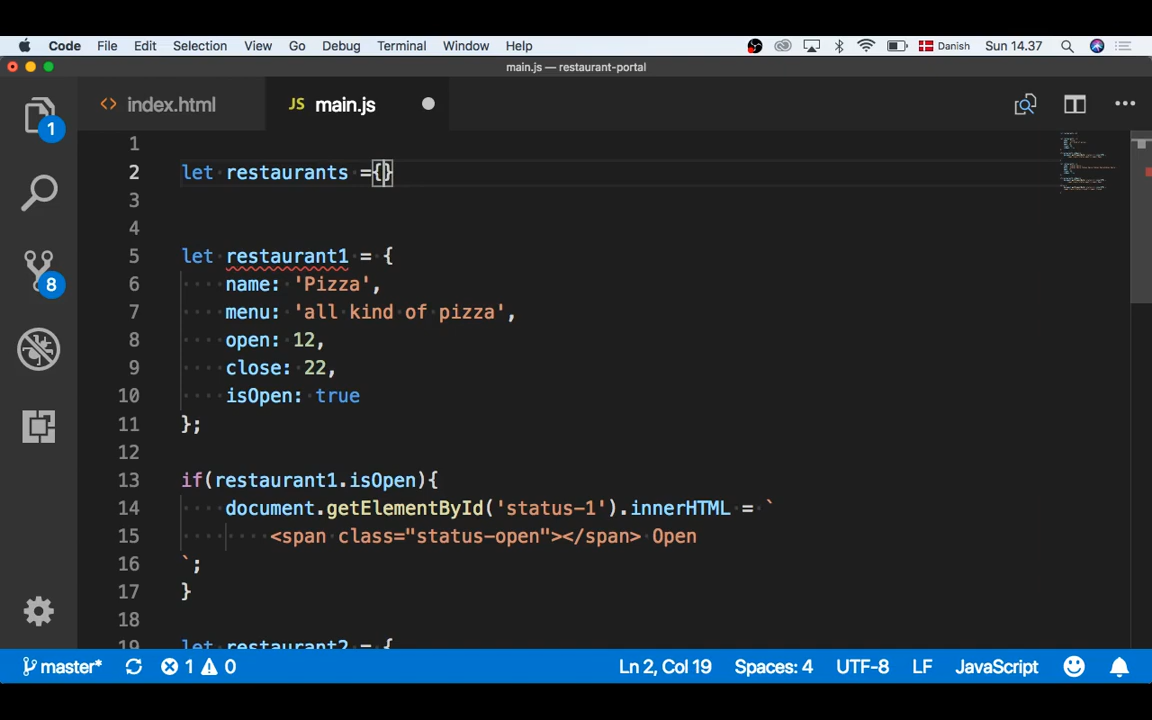 Code File Edit Selection View Go Debug Terminal Window Help Danish Sun 14.37
main.js — restaurant-portal
<> index.html JS main.js
1
1
2 let restaurants ={}
3
4
5 let restaurant1 = {
6 name: 'Pizza',
7 menu: 'all kind of pizza',
8 open: 12,
9 close: 22,
10 isOpen: true
11 };
12
13 if(restaurant1.isOpen){
14 document.getElementById('status-1').innerHTML = `
15 <span class="status-open"></span> Open
16 `;
17 }
18
19 let restaurant2 = {
8
master* 1 0 Ln 2, Col 19 Spaces: 4 UTF-8 LF JavaScript